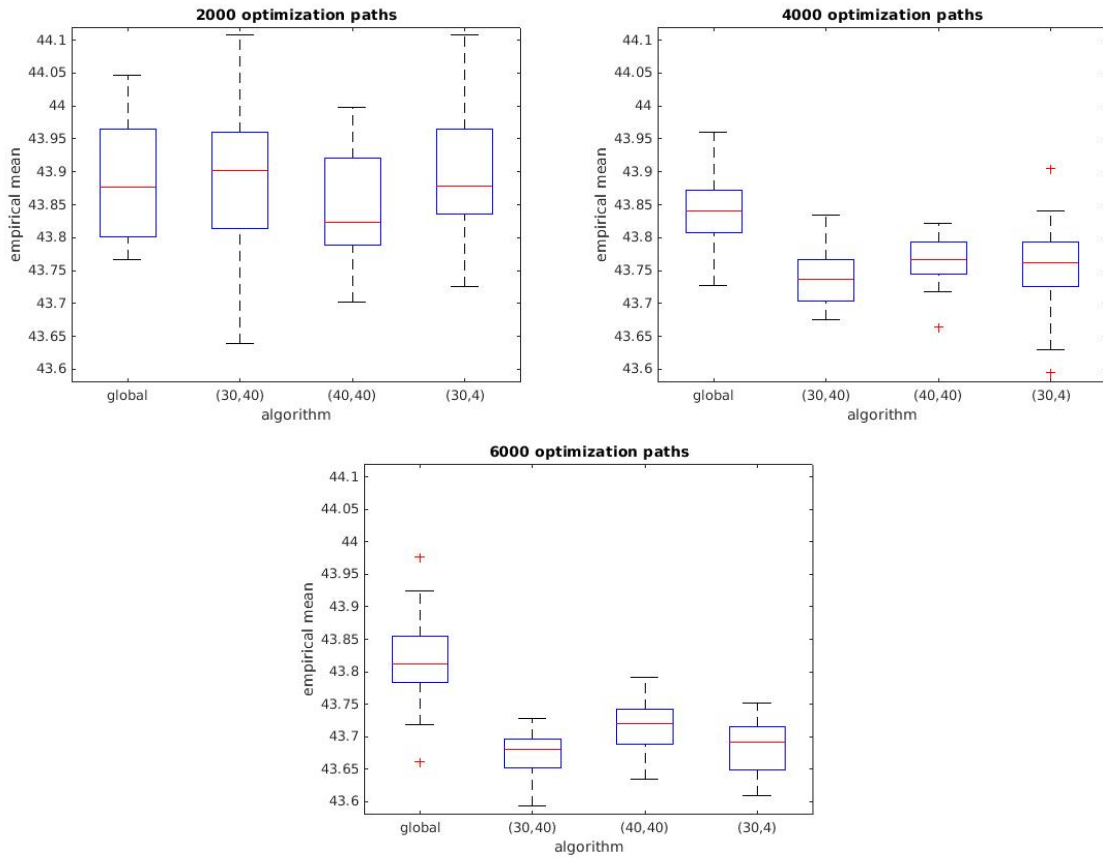 2000 optimization paths
44.1
44.05
44
43.95
43.9
43.85
43.8
43.75
43.7
43.65
43.6
empirical mean
global (30,40) (40,40) (30,4)
algorithm
4000 optimization paths
44.1
44.05
44
43.95
43.9
43.85
43.8
43.75
43.7
43.65
43.6
empirical mean
global (30,40) (40,40) (30,4)
algorithm
6000 optimization paths
44.1
44.05
44
43.95
43.9
43.85
43.8
43.75
43.7
43.65
43.6
empirical mean
global (30,40) (40,40) (30,4)
algorithm